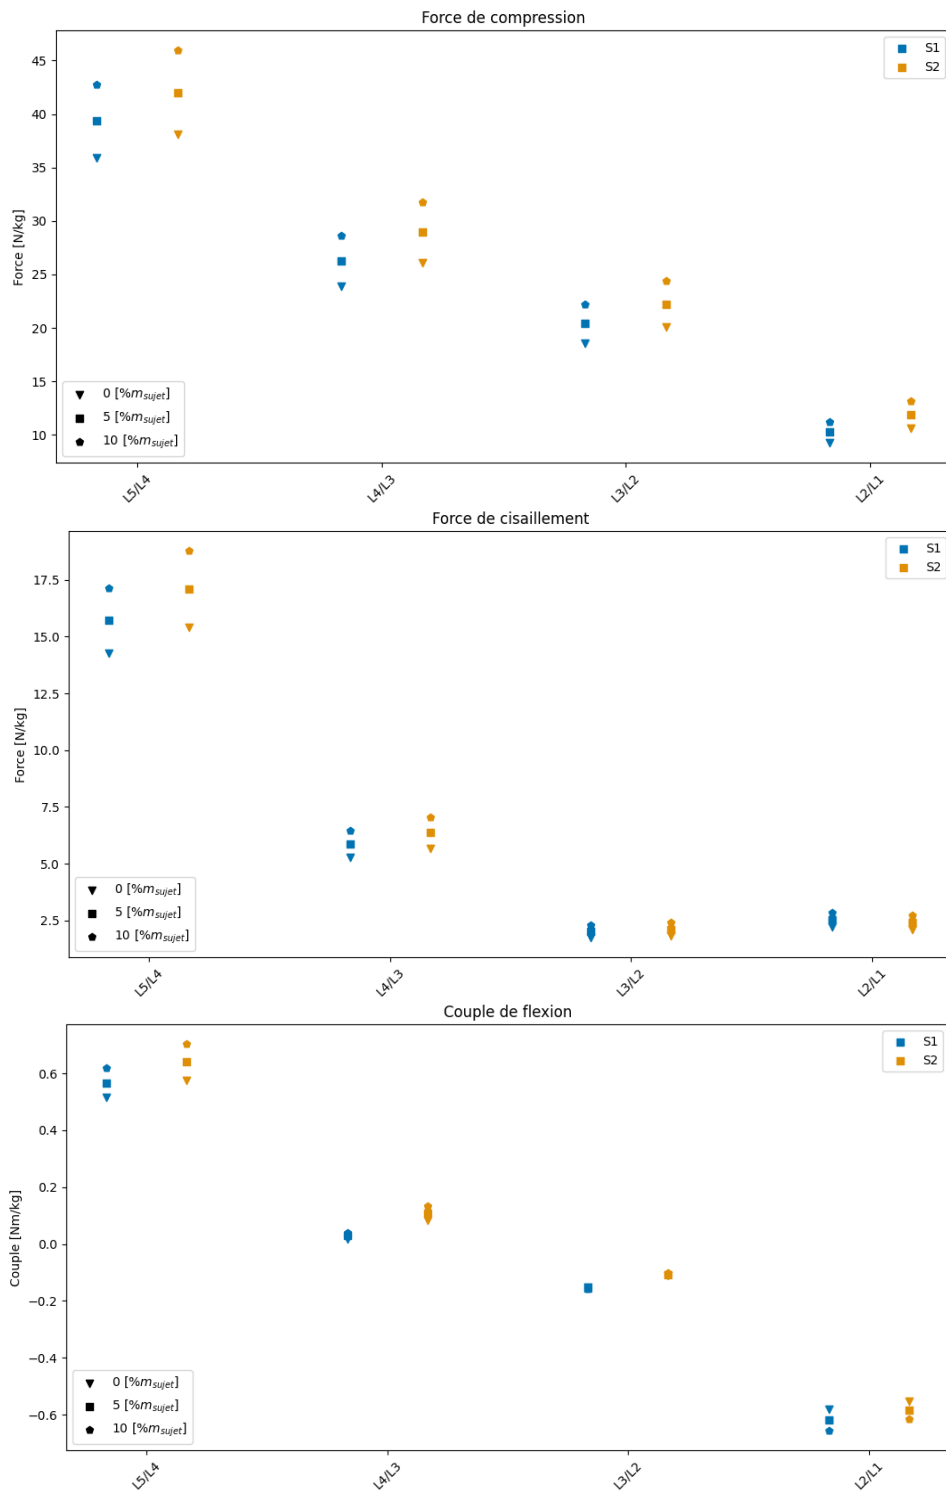 Force de compression
S1
S2
45
40
35
30
25
20
15
10
Force [N/kg]
0 [%m_sujet]
5 [%m_sujet]
10 [%m_sujet]
L5/L4
L4/L3
L3/L2
L2/L1
Force de cisaillement
S1
S2
17.5
15.0
12.5
10.0
7.5
5.0
2.5
Force [N/kg]
0 [%m_sujet]
5 [%m_sujet]
10 [%m_sujet]
L5/L4
L4/L3
L3/L2
L2/L1
Couple de flexion
S1
S2
0.6
0.4
0.2
0.0
−0.2
−0.4
−0.6
Couple [Nm/kg]
0 [%m_sujet]
5 [%m_sujet]
10 [%m_sujet]
L5/L4
L4/L3
L3/L2
L2/L1